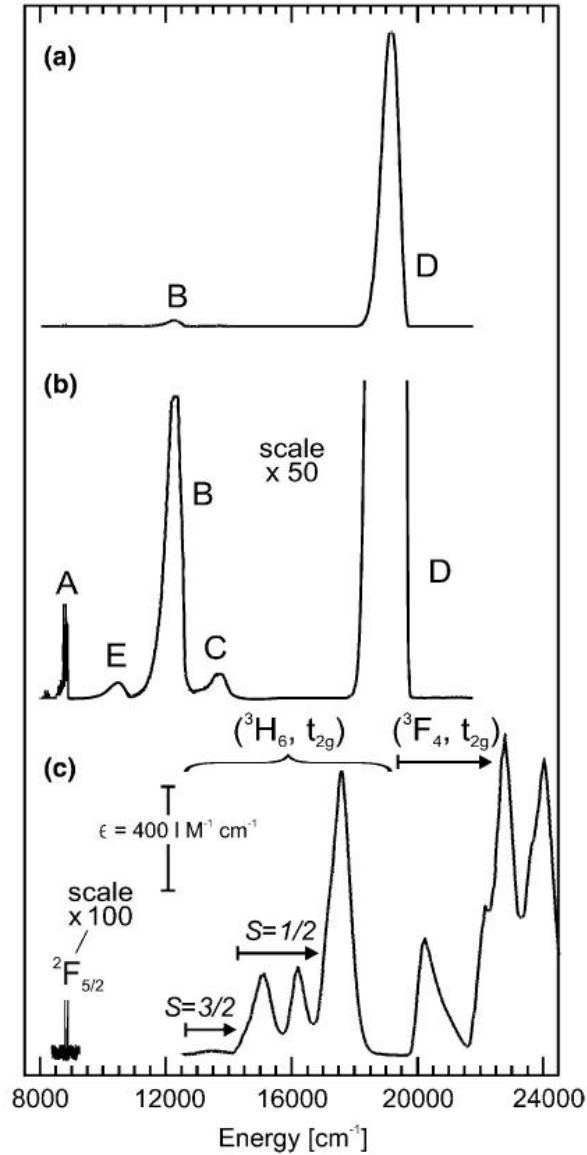 (a)
B
D
(b)
scale
x 50
B
A
D
E
C
(³H₆, t₂g)
(³F₄, t₂g)
(c)
ϵ = 400 l M⁻¹ cm⁻¹
scale
x 100
²F₅/₂
S=1/2
S=3/2
8000 12000 16000 20000 24000
Energy [cm⁻¹]